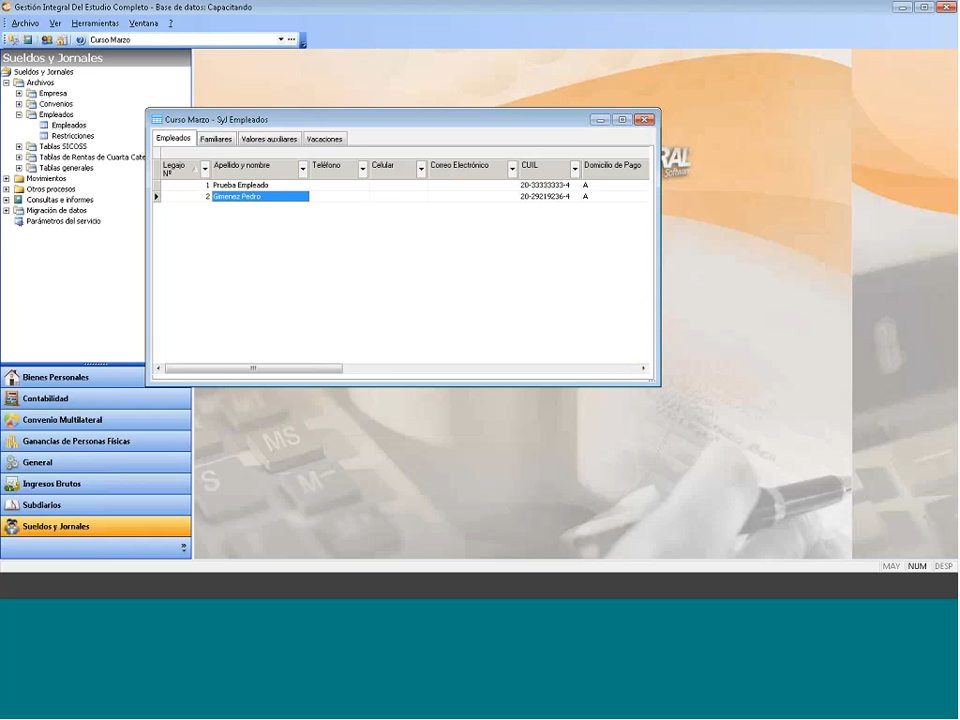 Gestión Integral Del Estudio Completo - Base de datos: Capacitando
Archivo Ver Herramientas Ventana ?
Curso Marzo
Sueldos y Jornales
Sueldos y Jornales
Archivos
Empresa
Convenios
Empleados
Empleados
Restricciones
Tablas SICOSS
Tablas de Rentas de Cuarta Cate
Tablas generales
Movimientos
Otros procesos
Consultas e informes
Migración de datos
Parámetros del servicio
Curso Marzo - SyJ Empleados
Empleados Familiares Valores auxiliares Vacaciones
Legajo Nº Apellido y nombre Teléfono Celular Correo Electrónico CUIL Domicilio de Pago
1 Prueba Empleado 20-33333333-4 A
2 Gimenez Pedro 20-29219236-4 A
RAL
Software
Bienes Personales
Contabilidad
Convenio Multilateral
Ganancias de Personas Físicas
General
Ingresos Brutos
Subdiarios
Sueldos y Jornales
MS
S
M-
MAY NUM DESP